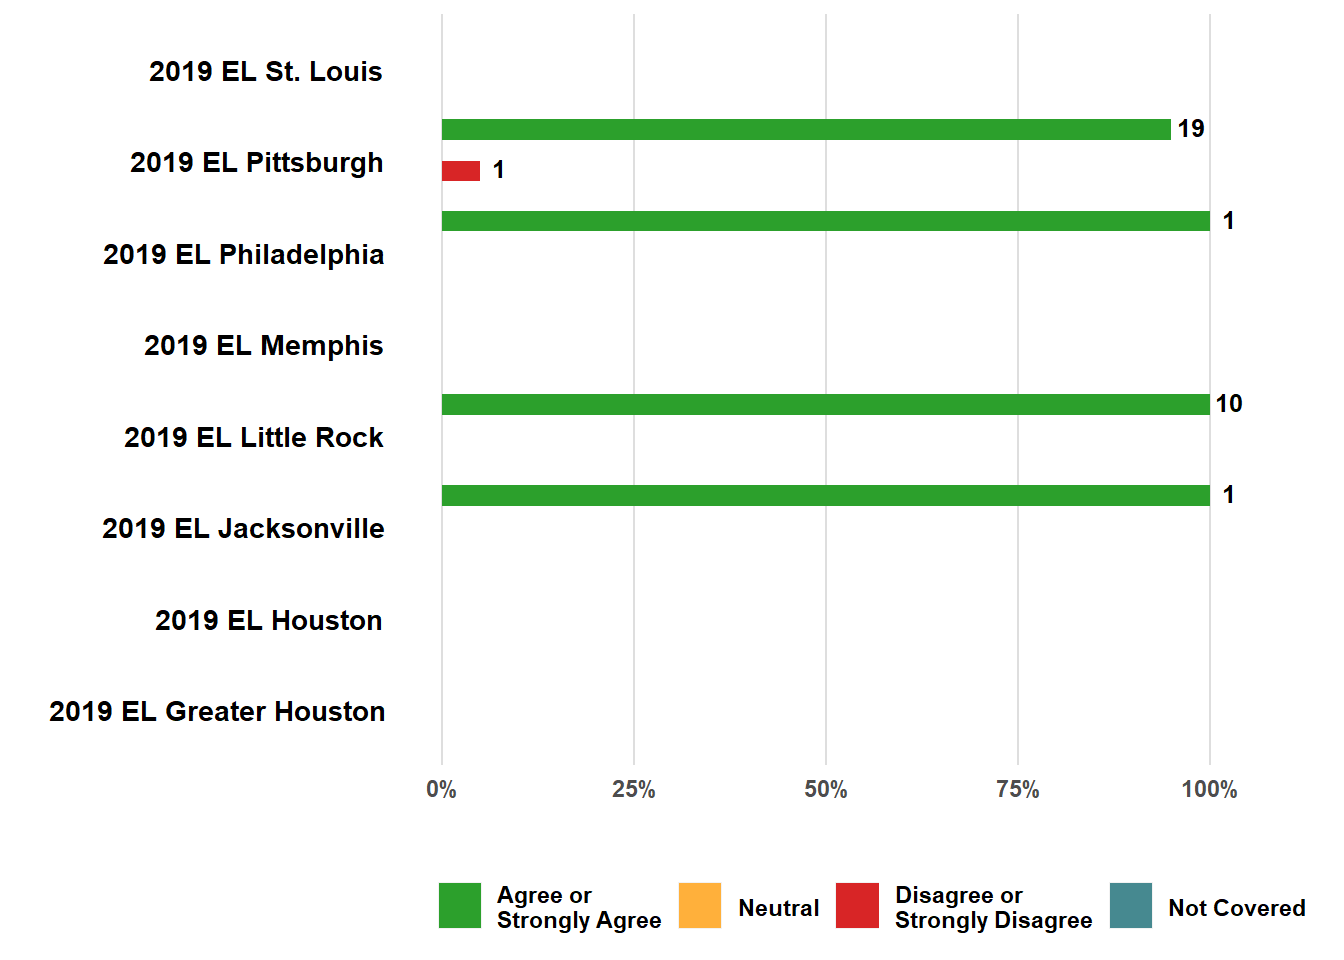 2019 EL St. Louis
19
2019 EL Pittsburgh
1
1
2019 EL Philadelphia
2019 EL Memphis
10
2019 EL Little Rock
1
2019 EL Jacksonville
2019 EL Houston
2019 EL Greater Houston
0% 25% 50% 75% 100%
Agree or
Strongly Agree
Neutral
Disagree or
Strongly Disagree
Not Covered